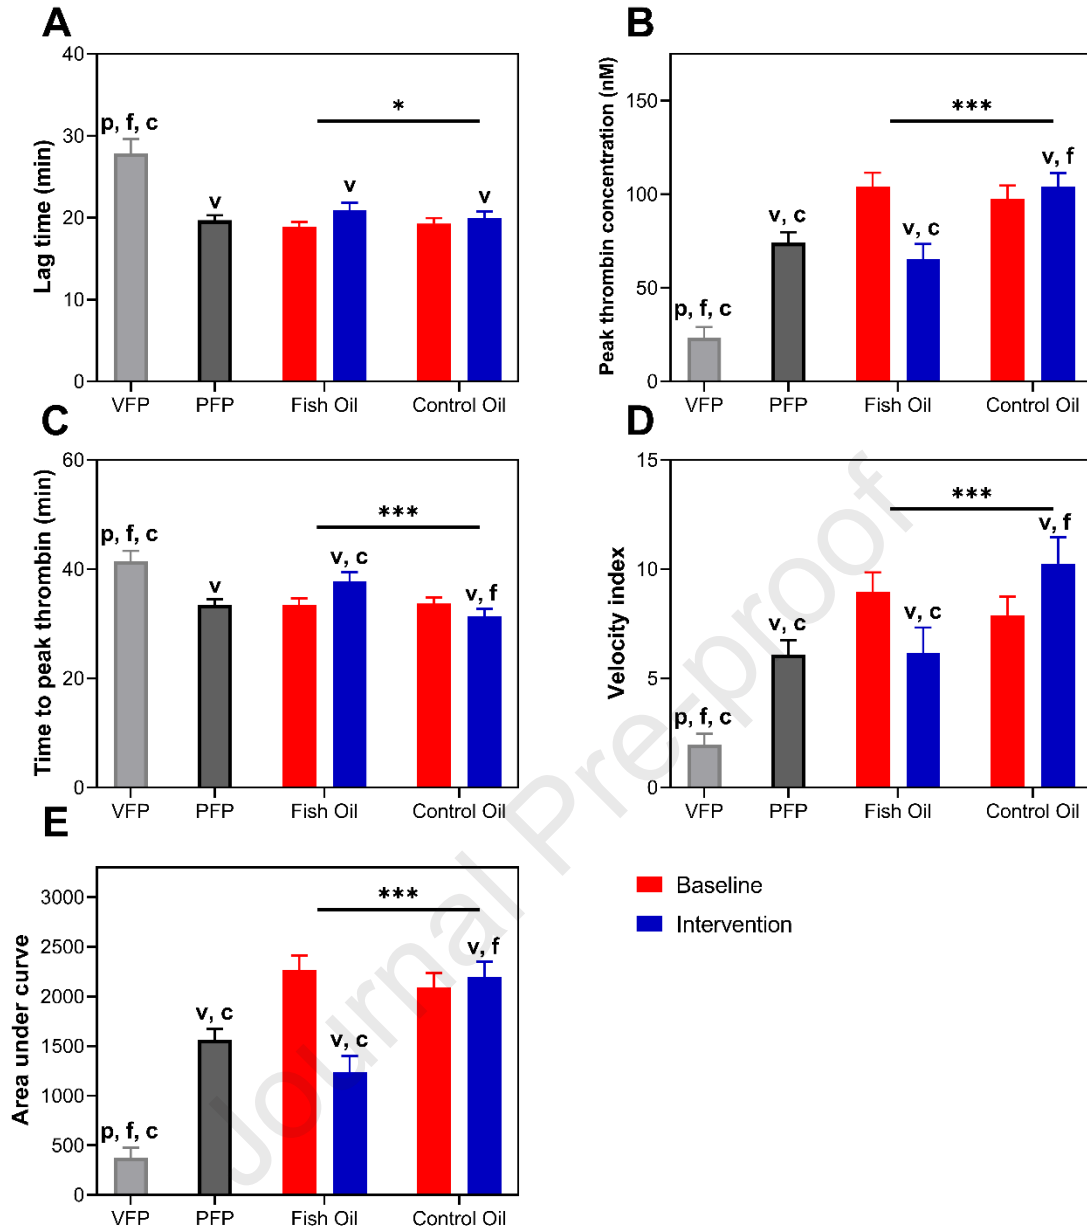 A
Lag time (min)
40
30
20
10
0
p, f, c
v
v
v
*
VFP
PFP
Fish Oil
Control Oil
B
Peak thrombin concentration (nM)
150
100
50
0
p, f, c
v, c
v, c
v, f
***
VFP
PFP
Fish Oil
Control Oil
C
Time to peak thrombin (min)
60
40
20
0
p, f, c
v
v, c
v, f
***
VFP
PFP
Fish Oil
Control Oil
D
Velocity index
15
10
5
0
p, f, c
v, c
v, c
v, f
***
VFP
PFP
Fish Oil
Control Oil
E
Area under curve
3000
2500
2000
1500
1000
500
0
p, f, c
v, c
v, c
v, f
***
VFP
PFP
Fish Oil
Control Oil
Baseline
Intervention
Journal Pre-proof